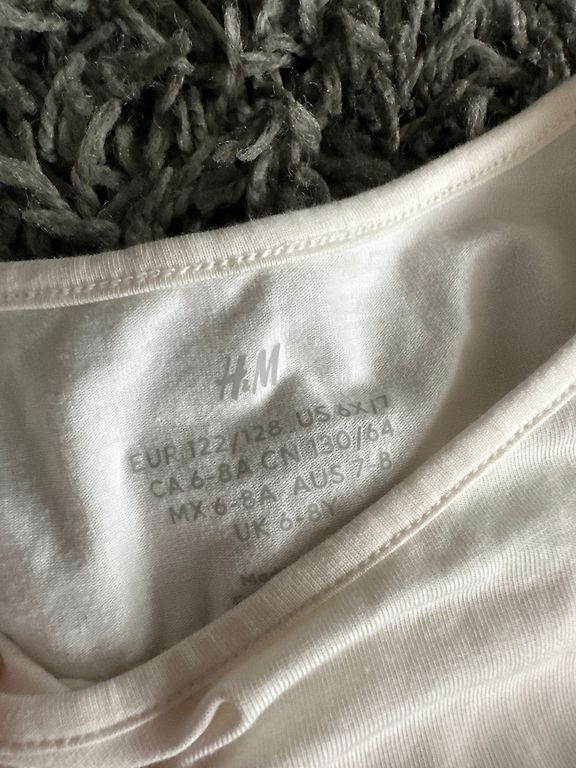 H&M
EUR 122/128 US 6X|7
CA 6-8A CN 130/64
MX 6-8A AUS 7-8
UK 6-8Y